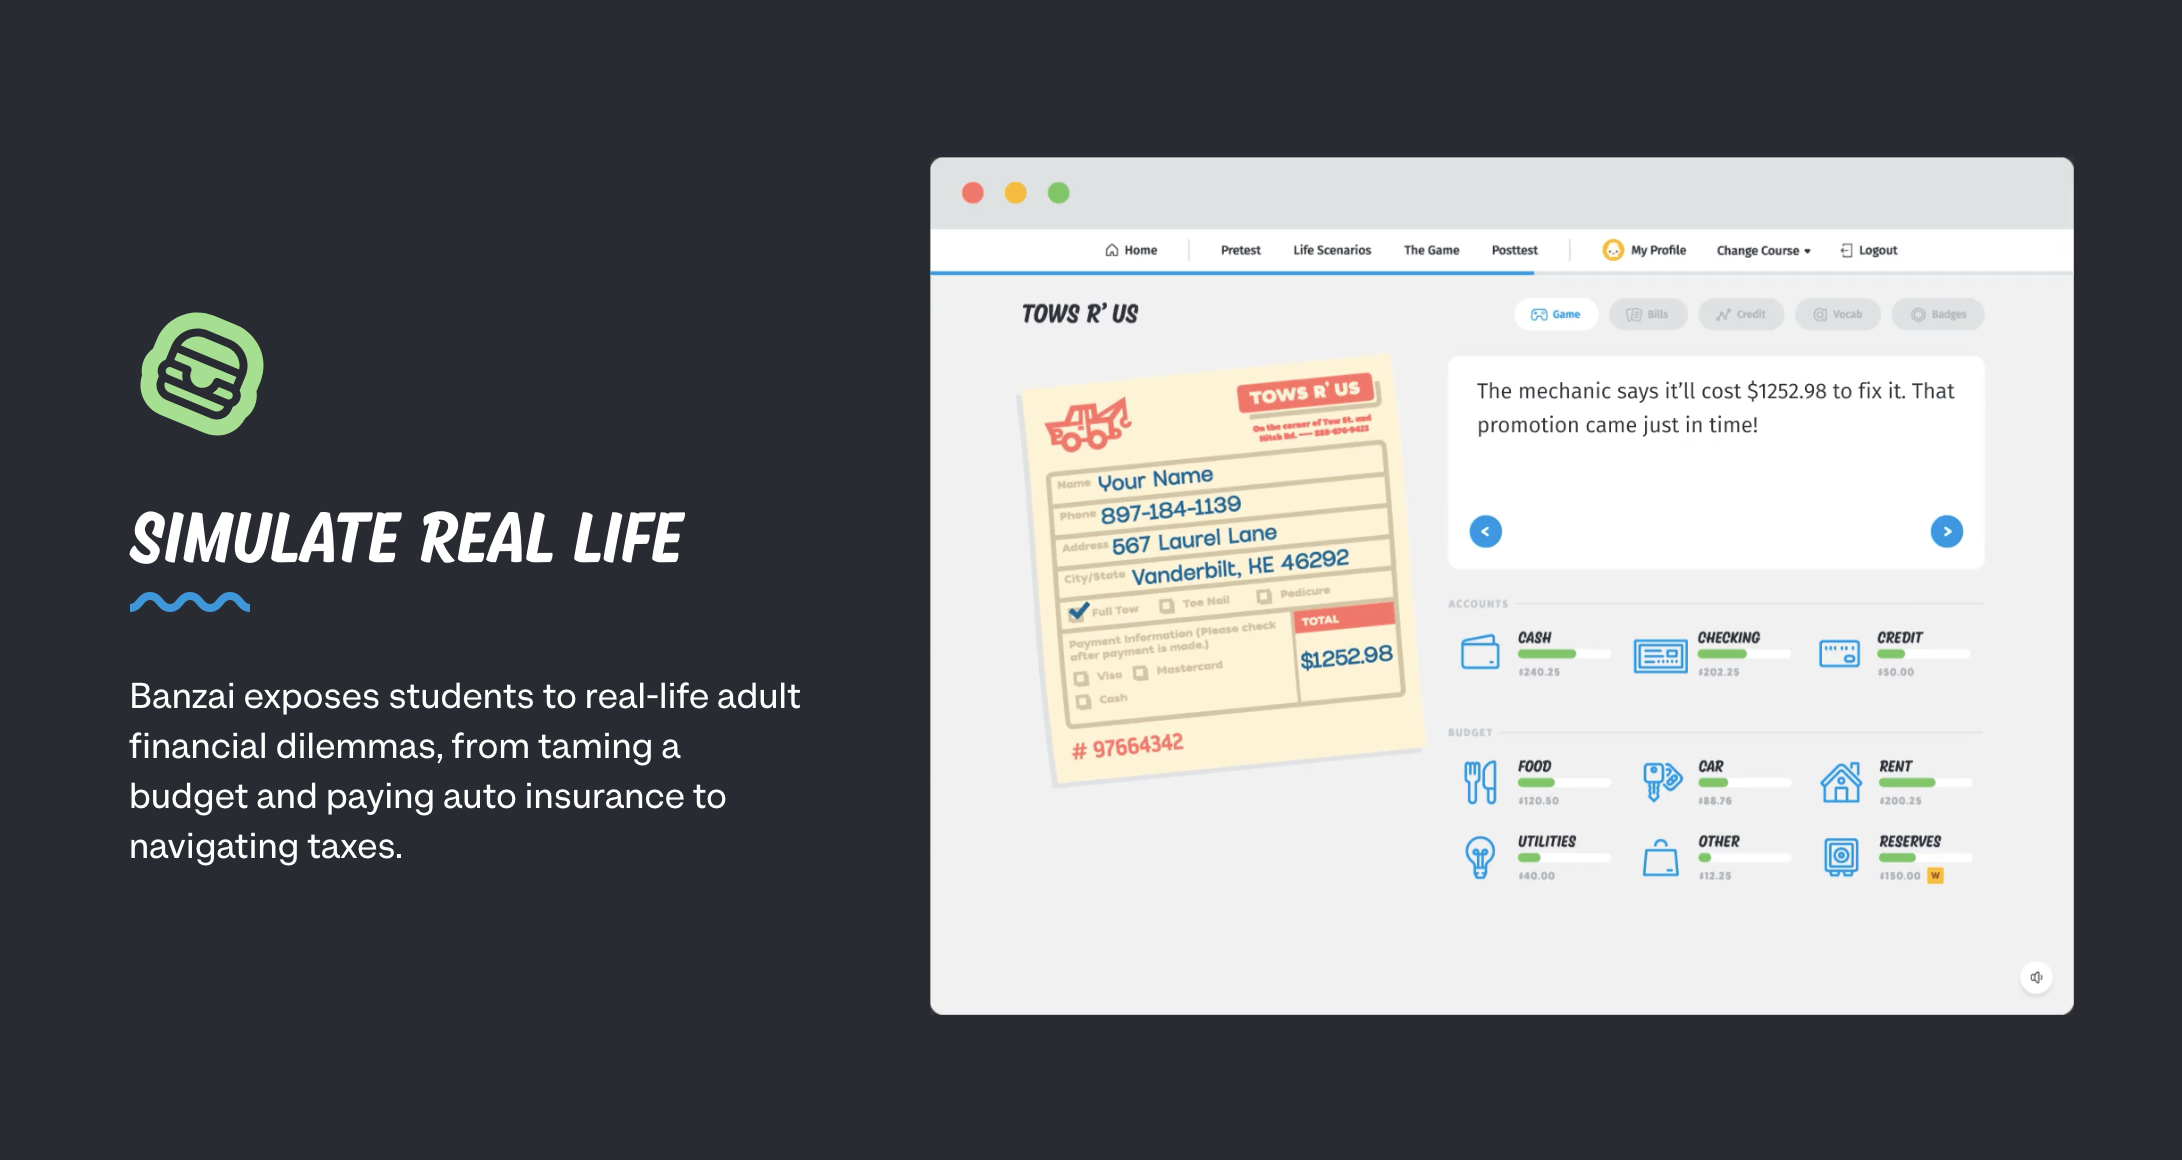 SIMULATE REAL LIFE
Banzai exposes students to real-life adult
financial dilemmas, from taming a
budget and paying auto insurance to
navigating taxes.
Home Pretest Life Scenarios The Game Posttest My Profile Change Course Logout
TOWS R' US
Game Bills Credit Vocab Badges
TOWS R' US
On the corner of Tow St. and
Hitch Rd. —— 888-676-9423
Name Your Name
Phone 897-184-1139
Address 567 Laurel Lane
City/State Vanderbilt, KE 46292
Full Tow Toe Nail Pedicure
Payment Information (Please check
after payment is made.)
Visa Mastercard
Cash
TOTAL
$1252.98
# 97664342
The mechanic says it’ll cost $1252.98 to fix it. That
promotion came just in time!
< >
ACCOUNTS
CASH CHECKING CREDIT
$240.25 $202.25 $50.00
BUDGET
FOOD CAR RENT
$120.50 $88.76 $200.25
UTILITIES OTHER RESERVES
$40.00 $12.25 $150.00 W